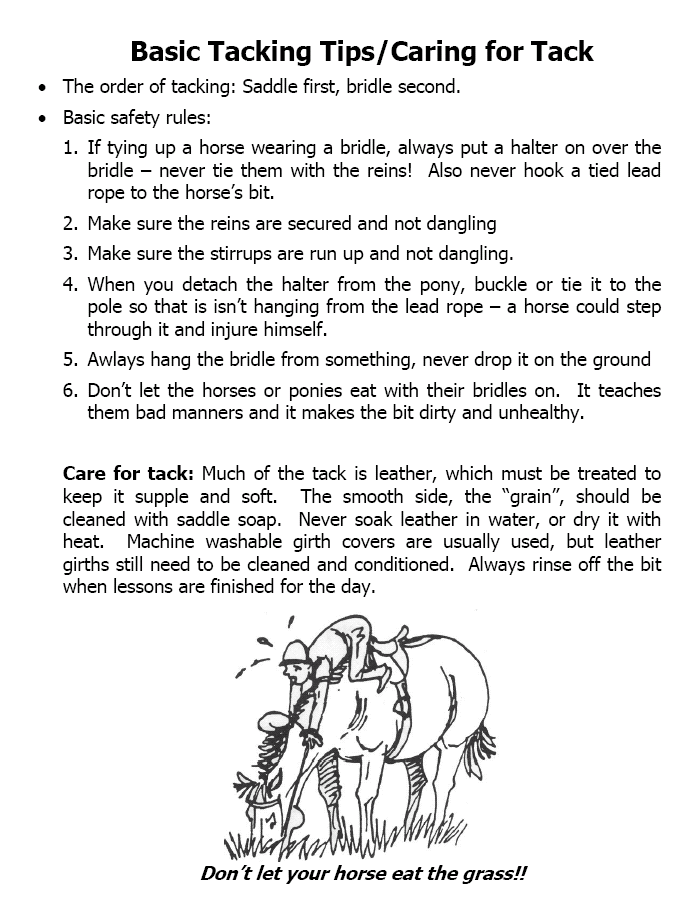 Basic Tacking Tips/Caring for Tack
• The order of tacking: Saddle first, bridle second.
• Basic safety rules:
1. If tying up a horse wearing a bridle, always put a halter on over the
bridle – never tie them with the reins!  Also never hook a tied lead
rope to the horse’s bit.
2. Make sure the reins are secured and not dangling
3. Make sure the stirrups are run up and not dangling.
4. When you detach the halter from the pony, buckle or tie it to the
pole so that is isn’t hanging from the lead rope – a horse could step
through it and injure himself.
5. Awlays hang the bridle from something, never drop it on the ground
6. Don’t let the horses or ponies eat with their bridles on.  It teaches
them bad manners and it makes the bit dirty and unhealthy.
Care for tack: Much of the tack is leather, which must be treated to
keep it supple and soft.  The smooth side, the “grain”, should be
cleaned with saddle soap.  Never soak leather in water, or dry it with
heat.  Machine washable girth covers are usually used, but leather
girths still need to be cleaned and conditioned.  Always rinse off the bit
when lessons are finished for the day.
Don’t let your horse eat the grass!!